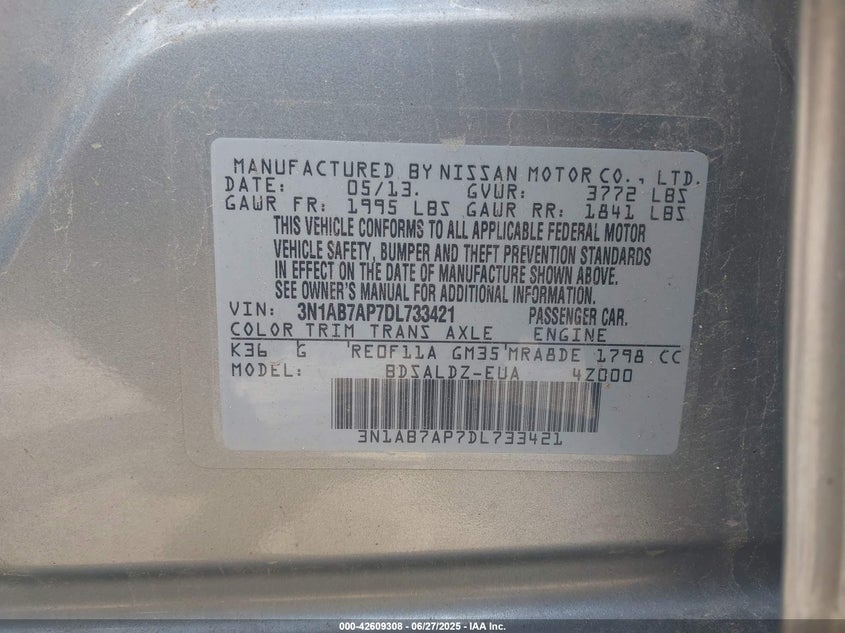 MANUFACTURED BY NISSAN MOTOR CO., LTD.
DATE: 05/13. GVWR: 3772 LBS
GAWR FR: 1995 LBS GAWR RR: 1841 LBS
THIS VEHICLE CONFORMS TO ALL APPLICABLE FEDERAL MOTOR
VEHICLE SAFETY, BUMPER AND THEFT PREVENTION STANDARDS
IN EFFECT ON THE DATE OF MANUFACTURE SHOWN ABOVE.
SEE OWNER'S MANUAL FOR ADDITIONAL INFORMATION.
VIN: 3N1AB7AP7DL733421 PASSENGER CAR.
COLOR TRIM TRANS AXLE ENGINE
K36 G RE0F11A GM35 MRA8DE 1798 CC
MODEL: BDSALDZ-EUA 4Z000
3N1AB7AP7DL733421
000-42609308 - 06/27/2025 - IAA Inc.